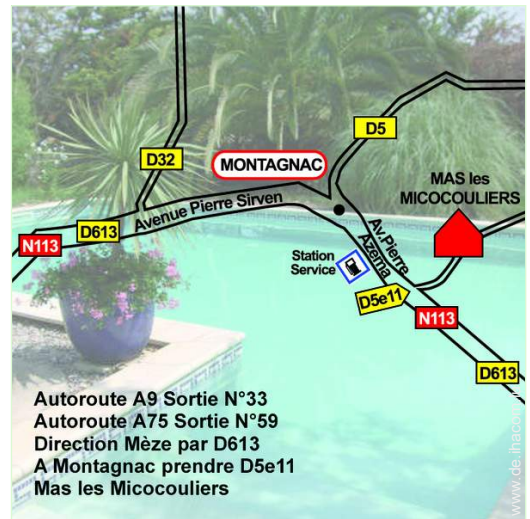 D5
D32
MONTAGNAC
MAS les
MICOCOULIERS
Avenue Pierre Sirven
D613
N113
Av.Pierre
Azema
Station
Service
D5e11
N113
D613
Autoroute A9 Sortie N°33
Autoroute A75 Sortie N°59
Direction Mèze par D613
A Montagnac prendre D5e11
Mas les Micocouliers